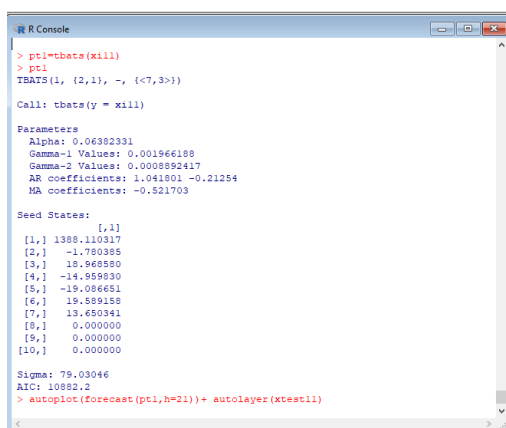 R Console
> pt1=tbats(xi11)
> pt1
TBATS(1, {2,1}, -, {<7,3>})
Call: tbats(y = xi11)
Parameters
Alpha: 0.06382331
Gamma-1 Values: 0.001966188
Gamma-2 Values: 0.0008892417
AR coefficients: 1.041801 -0.21254
MA coefficients: -0.521703
Seed States:
[,1]
[1,] 1388.110317
[2,] -1.780385
[3,] 18.968580
[4,] -14.959830
[5,] -19.086651
[6,] 19.589158
[7,] 13.650341
[8,] 0.000000
[9,] 0.000000
[10,] 0.000000
Sigma: 79.03046
AIC: 10882.2
> autoplot(forecast(pt1,h=21))+ autolayer(xtest11)